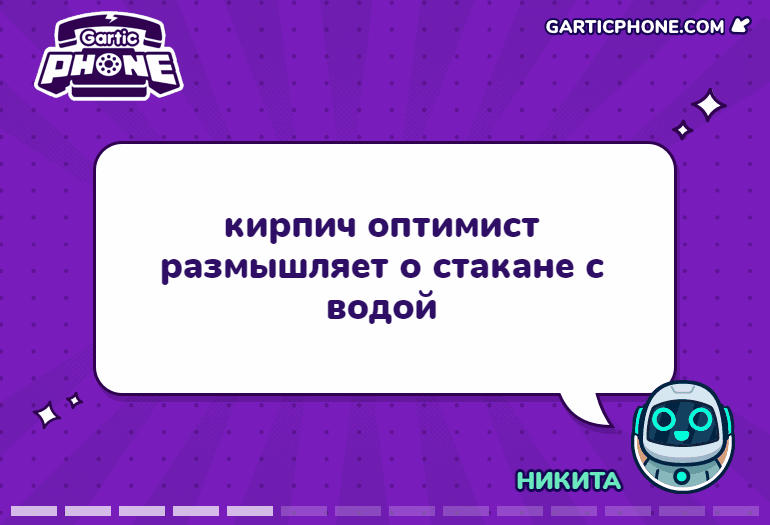 GARTICPHONE.COM
Gartic
PHONE
кирпич оптимист
размышляет о стакане с
водой
НИКИТА